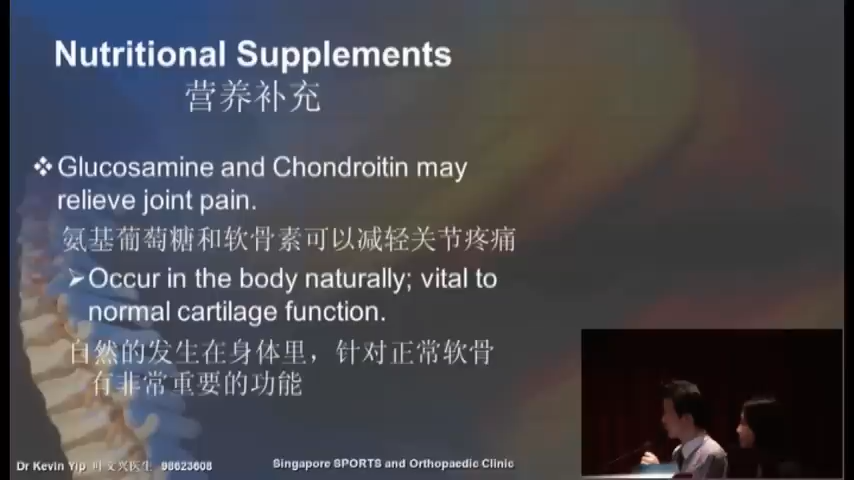 Nutritional Supplements
营养补充
Glucosamine and Chondroitin may
relieve joint pain.
氨基葡萄糖和软骨素可以减轻关节疼痛
Occur in the body naturally; vital to
normal cartilage function.
自然的发生在身体里，针对正常软骨
有非常重要的功能
Dr Kevin Yip 叶文兴医生 98623608
Singapore SPORTS and Orthopaedic Clinic